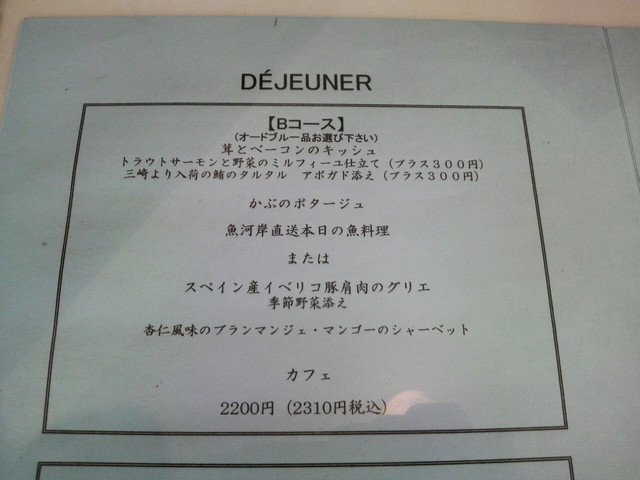 DÉJEUNER
【Bコース】
(オードブル一品お選び下さい)
茸とベーコンのキッシュ
トラウトサーモンと野菜のミルフィーユ仕立て（プラス３００円）
三崎より入荷の鮪のタルタル　アボガド添え（プラス３００円）
かぶのポタージュ
魚河岸直送本日の魚料理
または
スペイン産イベリコ豚肩肉のグリエ
季節野菜添え
杏仁風味のブランマンジェ・マンゴーのシャーベット
カフェ
2200円（2310円税込）